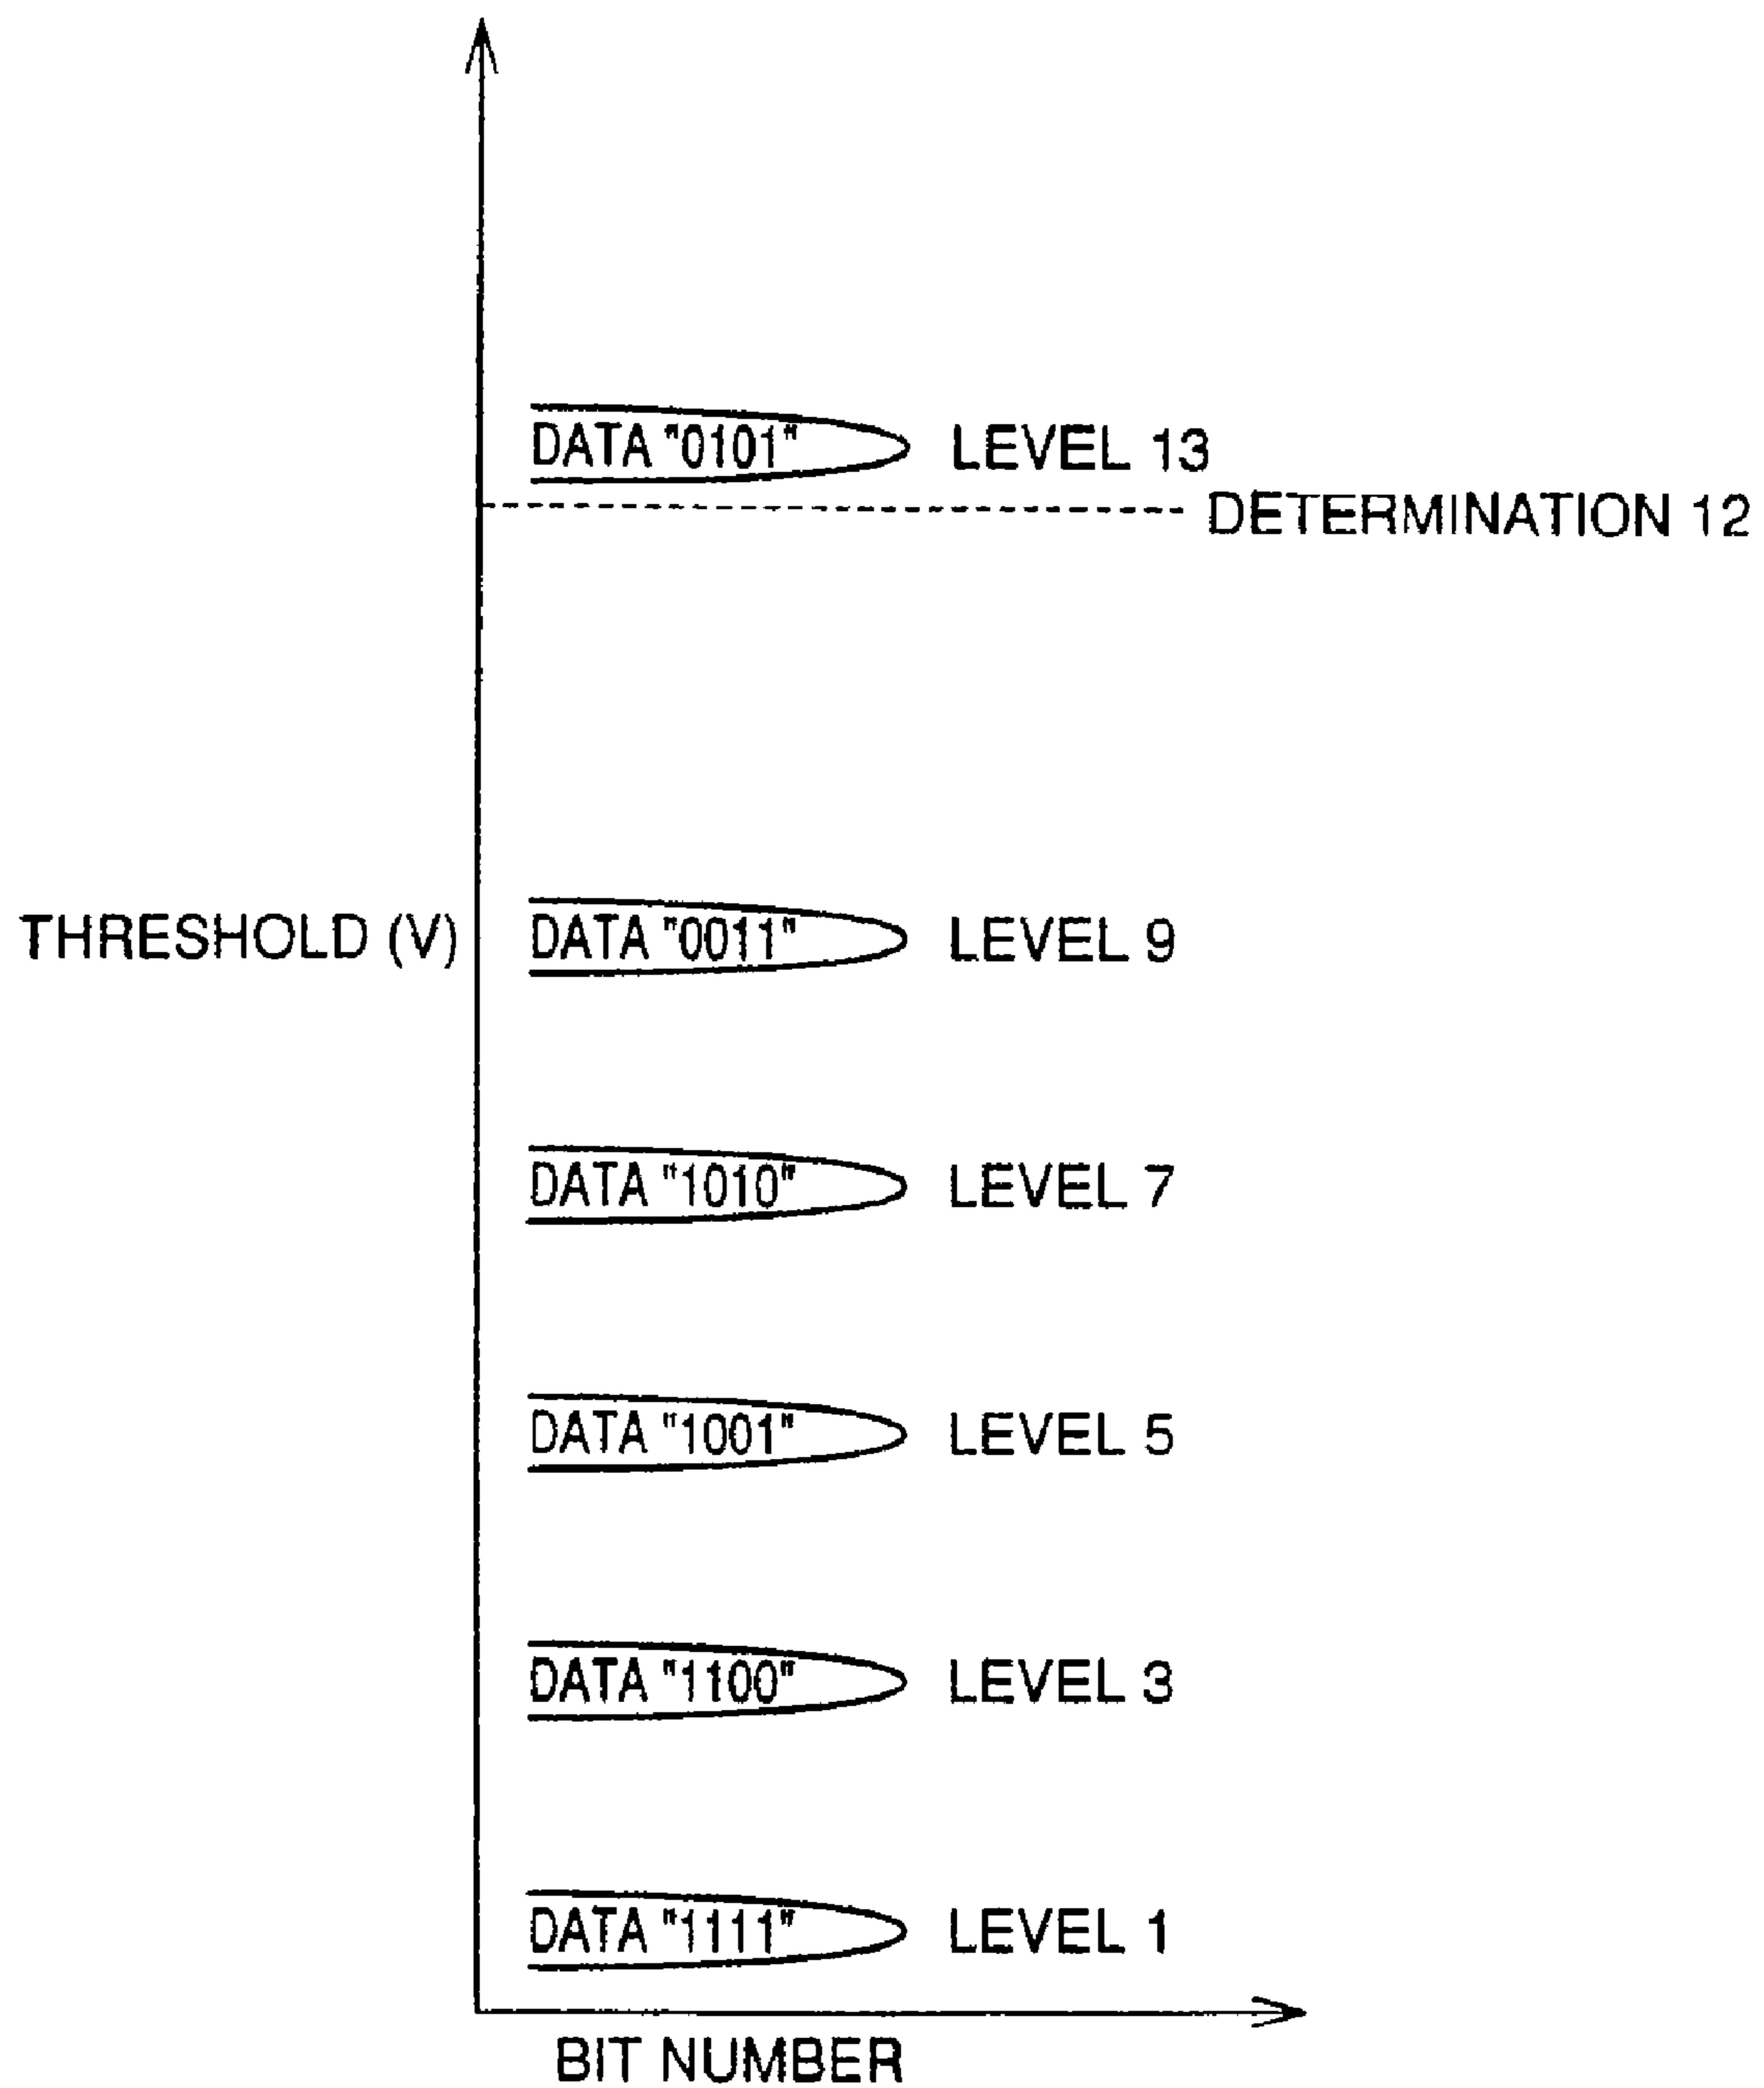 DATA "0101" LEVEL 13
DETERMINATION 12
THRESHOLD (V) DATA "0011" LEVEL 9
DATA "1010" LEVEL 7
DATA "1001" LEVEL 5
DATA "1100" LEVEL 3
DATA "1111" LEVEL 1
BIT NUMBER